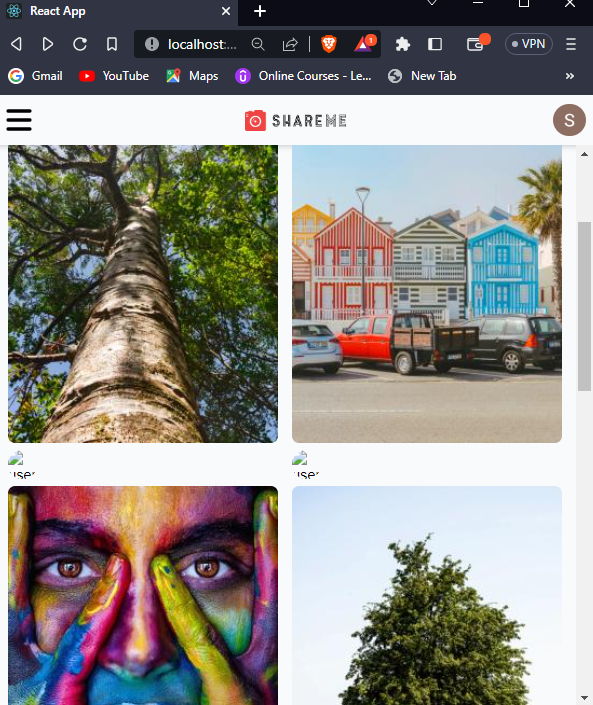 React App
localhost:...
1
VPN
Gmail
YouTube
Maps
Online Courses - Le...
New Tab
»
SHAREME
S
user
user